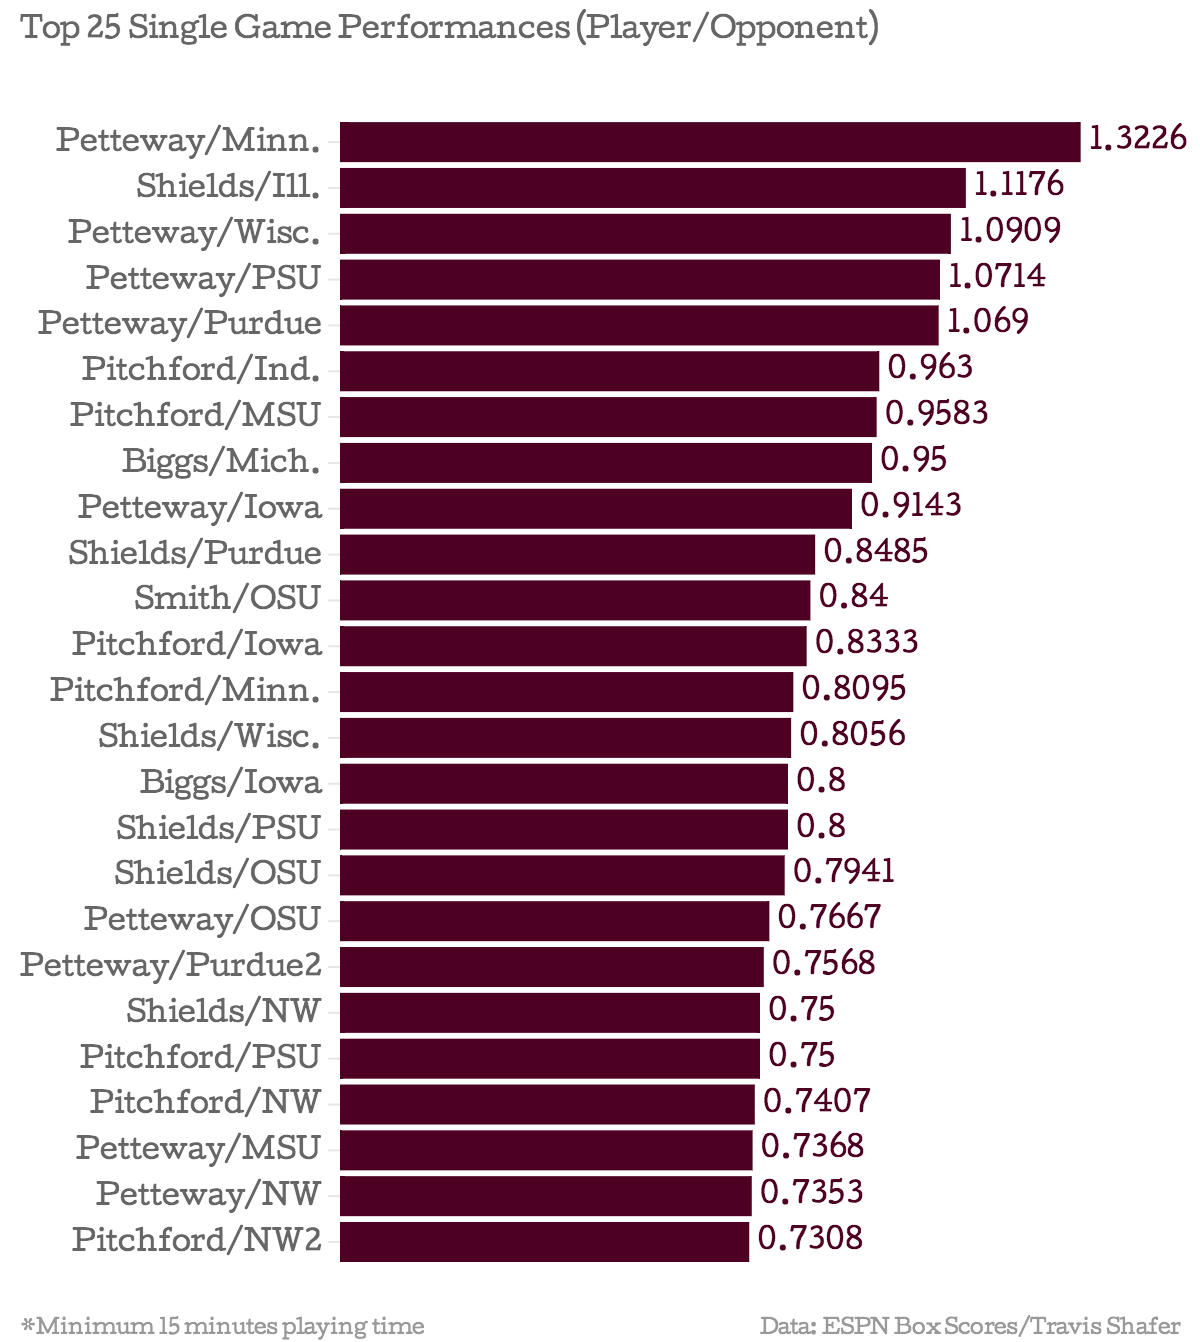 Top 25 Single Game Performances (Player/Opponent)
Petteway/Minn. 1.3226
Shields/Ill. 1.1176
Petteway/Wisc. 1.0909
Petteway/PSU 1.0714
Petteway/Purdue 1.069
Pitchford/Ind. 0.963
Pitchford/MSU 0.9583
Biggs/Mich. 0.95
Petteway/Iowa 0.9143
Shields/Purdue 0.8485
Smith/OSU 0.84
Pitchford/Iowa 0.8333
Pitchford/Minn. 0.8095
Shields/Wisc. 0.8056
Biggs/Iowa 0.8
Shields/PSU 0.8
Shields/OSU 0.7941
Petteway/OSU 0.7667
Petteway/Purdue2 0.7568
Shields/NW 0.75
Pitchford/PSU 0.75
Pitchford/NW 0.7407
Petteway/MSU 0.7368
Petteway/NW 0.7353
Pitchford/NW2 0.7308
*Minimum 15 minutes playing time Data: ESPN Box Scores/Travis Shafer